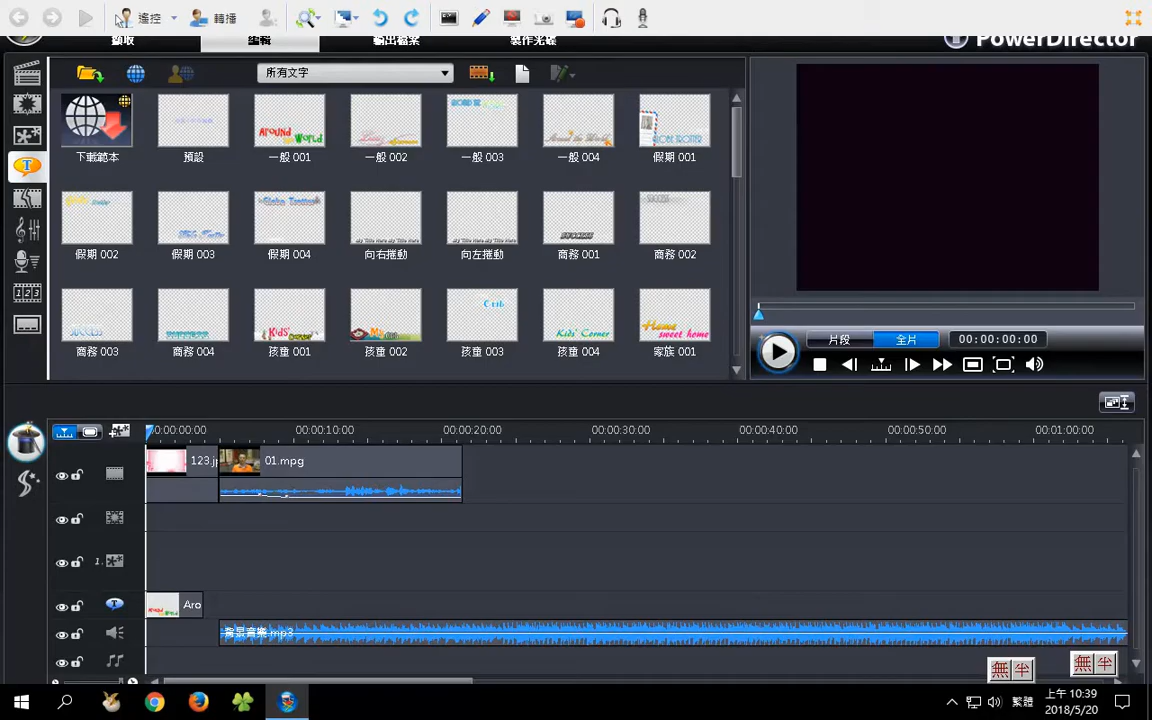 遙控 轉播
擷取 編輯 輸出檔案 製作光碟 PowerDirector
所有文字
下載範本 預設 一般 001 一般 002 一般 003 一般 004 假期 001
假期 002 假期 003 假期 004 向右捲動 向左捲動 商務 001 商務 002
商務 003 商務 004 孩童 001 孩童 002 孩童 003 孩童 004 家族 001
片段 全片 00:00:00:00
00:00:00:00 00:00:10:00 00:00:20:00 00:00:30:00 00:00:40:00 00:00:50:00 00:01:00:00
123.j 01.mpg
1.
Aro
背景音樂.mp3
無 半 無 半
繁體 上午 10:39
2018/5/20